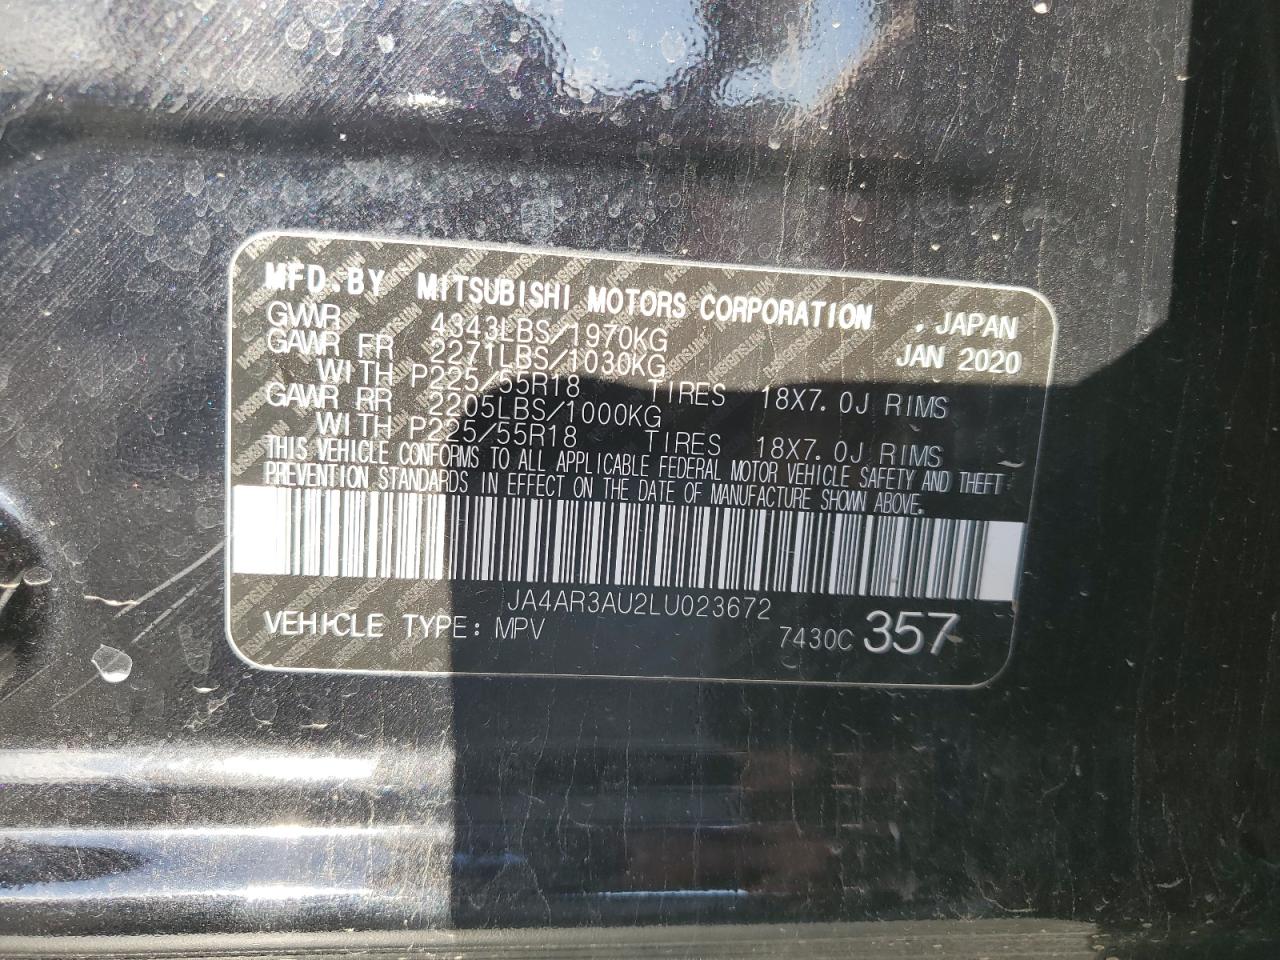 MFD.BY MITSUBISHI MOTORS CORPORATION , JAPAN
GVWR 4343LBS/1970KG JAN 2020
GAWR FR 2271LBS/1030KG
WITH P225/55R18 TIRES 18X7.0J RIMS
GAWR RR 2205LBS/1000KG
WITH P225/55R18 TIRES 18X7.0J RIMS
THIS VEHICLE CONFORMS TO ALL APPLICABLE FEDERAL MOTOR VEHICLE SAFETY AND THEFT
PREVENTION STANDARDS IN EFFECT ON THE DATE OF MANUFACTURE SHOWN ABOVE.
JA4AR3AU2LU023672
VEHICLE TYPE: MPV 7430C 357